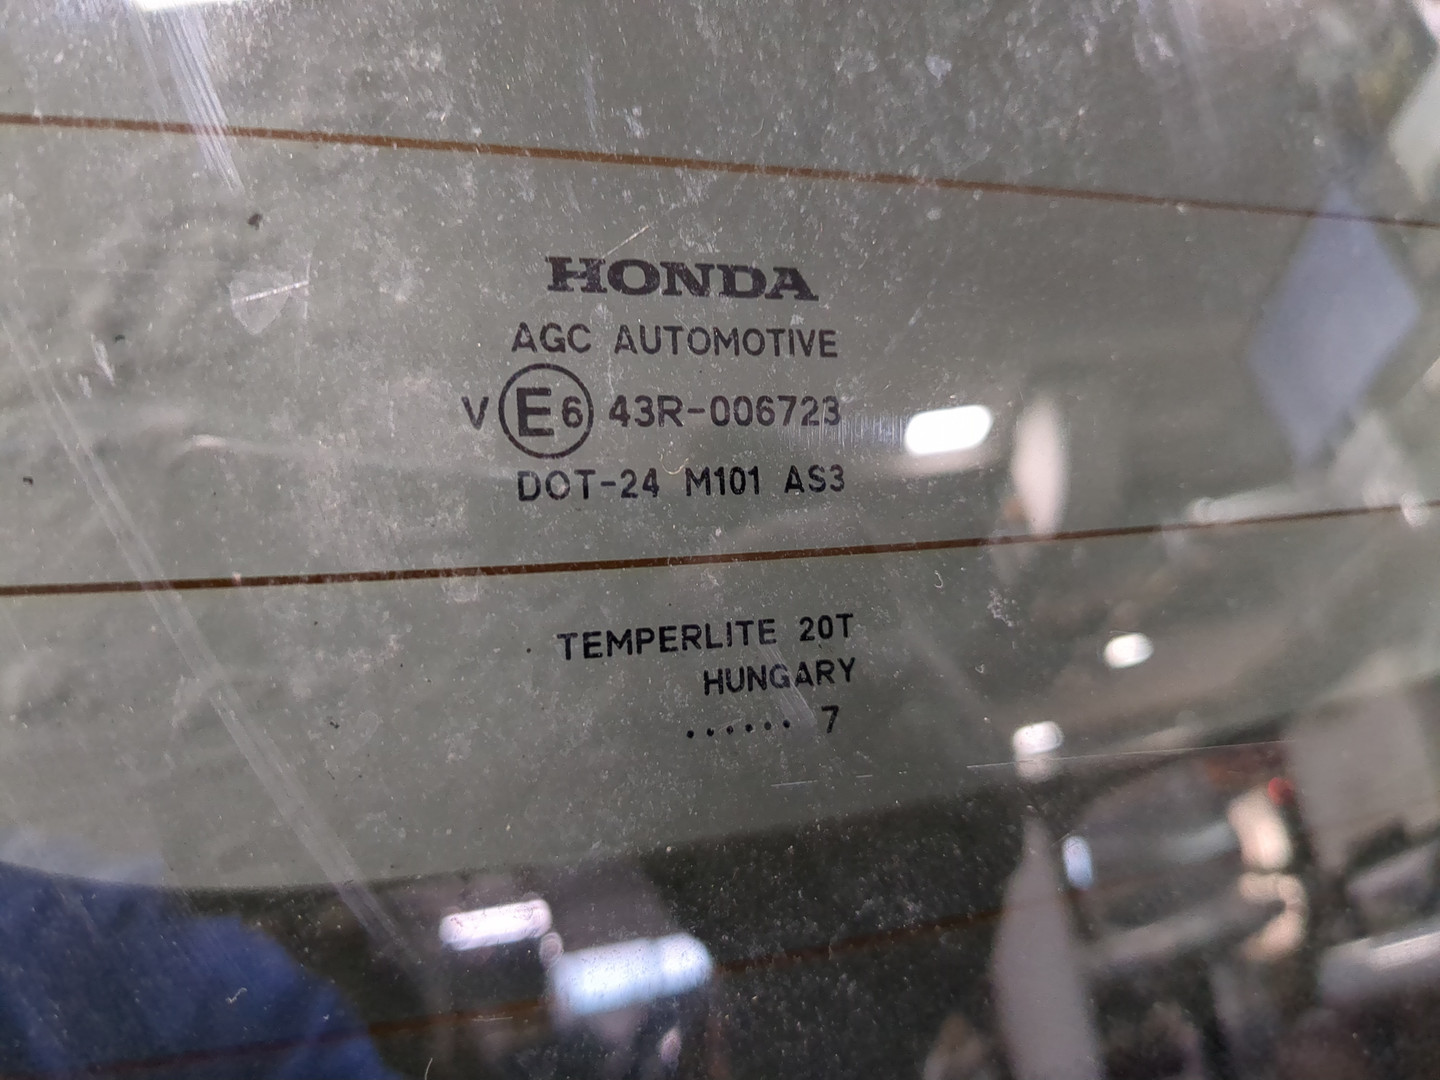 HONDA
AGC AUTOMOTIVE
V E6 43R-006723
DOT-24 M101 AS3
TEMPERLITE 20T
HUNGARY
...... 7